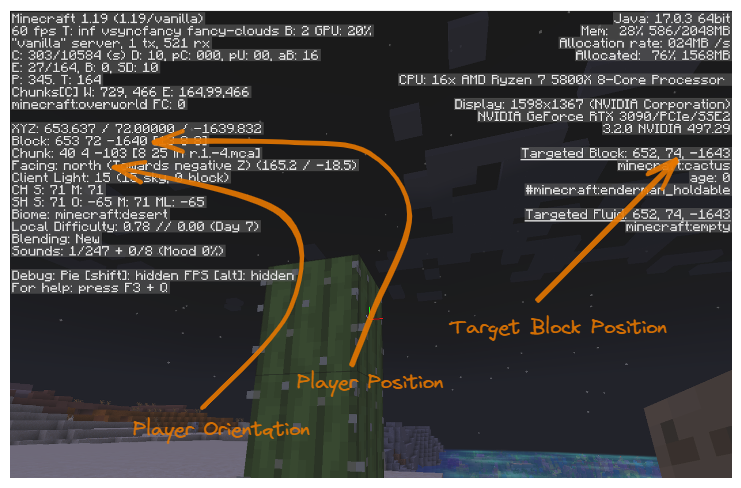 Minecraft 1.19 (1.19/vanilla)
60 fps T: inf vsyncfancy fancy-clouds B: 2 GPU: 20%
"vanilla" server, 1 tx, 521 rx
C: 303/10584 (s) D: 10, pC: 000, pU: 00, aB: 16
E: 27/164, B: 0, SD: 10
P: 345. T: 164
Chunks[C] W: 729, 466 E: 164,99,466
minecraft:overworld FC: 0
XYZ: 653.637 / 72.00000 / -1639.832
Block: 653 72 -1640
Chunk: 40 4 -103 [8 25 in r.1.-4.mca]
Facing: north (Towards negative Z) (165.2 / -18.5)
Client Light: 15 (15 sky, 0 block)
CH S: 71 M: 71
SH S: 71 O: -65 M: 71 ML: -65
Biome: minecraft:desert
Local Difficulty: 0.78 // 0.00 (Day 7)
Blending: New
Sounds: 1/247 + 0/8 (Mood 0%)
Debug: Pie [shift]: hidden FPS [alt]: hidden
For help: press F3 + Q
Java: 17.0.3 64bit
Mem: 28% 586/2048MB
Allocation rate: 024MB /s
Allocated: 76% 1568MB
CPU: 16x AMD Ryzen 7 5800X 8-Core Processor
Display: 1598x1367 (NVIDIA Corporation)
NVIDIA GeForce RTX 3090/PCIe/SSE2
3.2.0 NVIDIA 497.29
Targeted Block: 652, 74, -1643
minecraft:cactus
age: 0
#minecraft:enderman_holdable
Targeted Fluid: 652, 74, -1643
minecraft:empty
Target Block Position
Player Position
Player Orientation